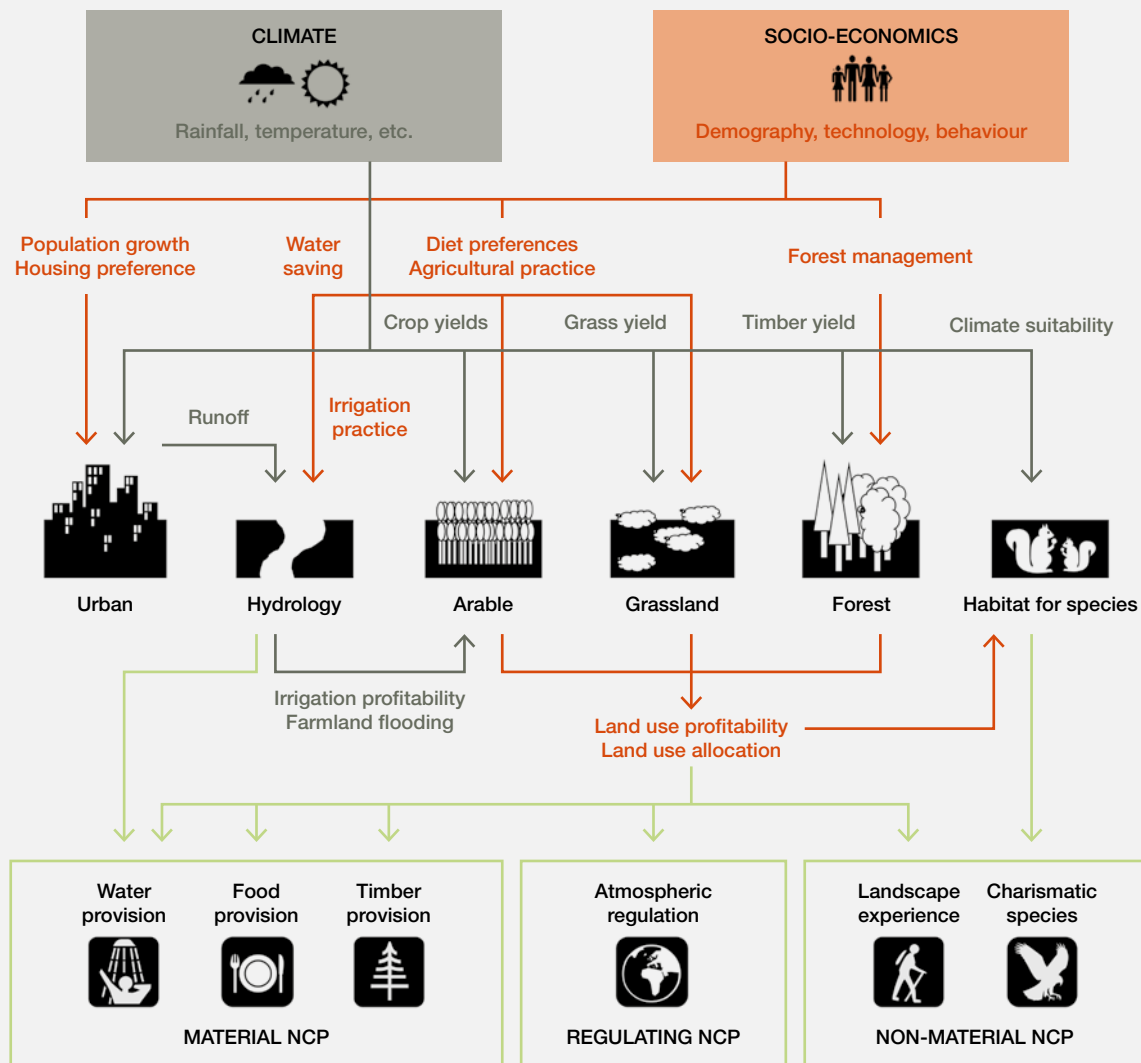 CLIMATE
Rainfall, temperature, etc.
SOCIO-ECONOMICS
Demography, technology, behaviour
Population growth
Housing preference
Water
saving
Diet preferences
Agricultural practice
Forest management
Crop yields
Grass yield
Timber yield
Climate suitability
Runoff
Irrigation
practice
Urban
Hydrology
Arable
Grassland
Forest
Habitat for species
Irrigation profitability
Farmland flooding
Land use profitability
Land use allocation
Water
provision
Food
provision
Timber
provision
MATERIAL NCP
Atmospheric
regulation
REGULATING NCP
Landscape
experience
Charismatic
species
NON-MATERIAL NCP